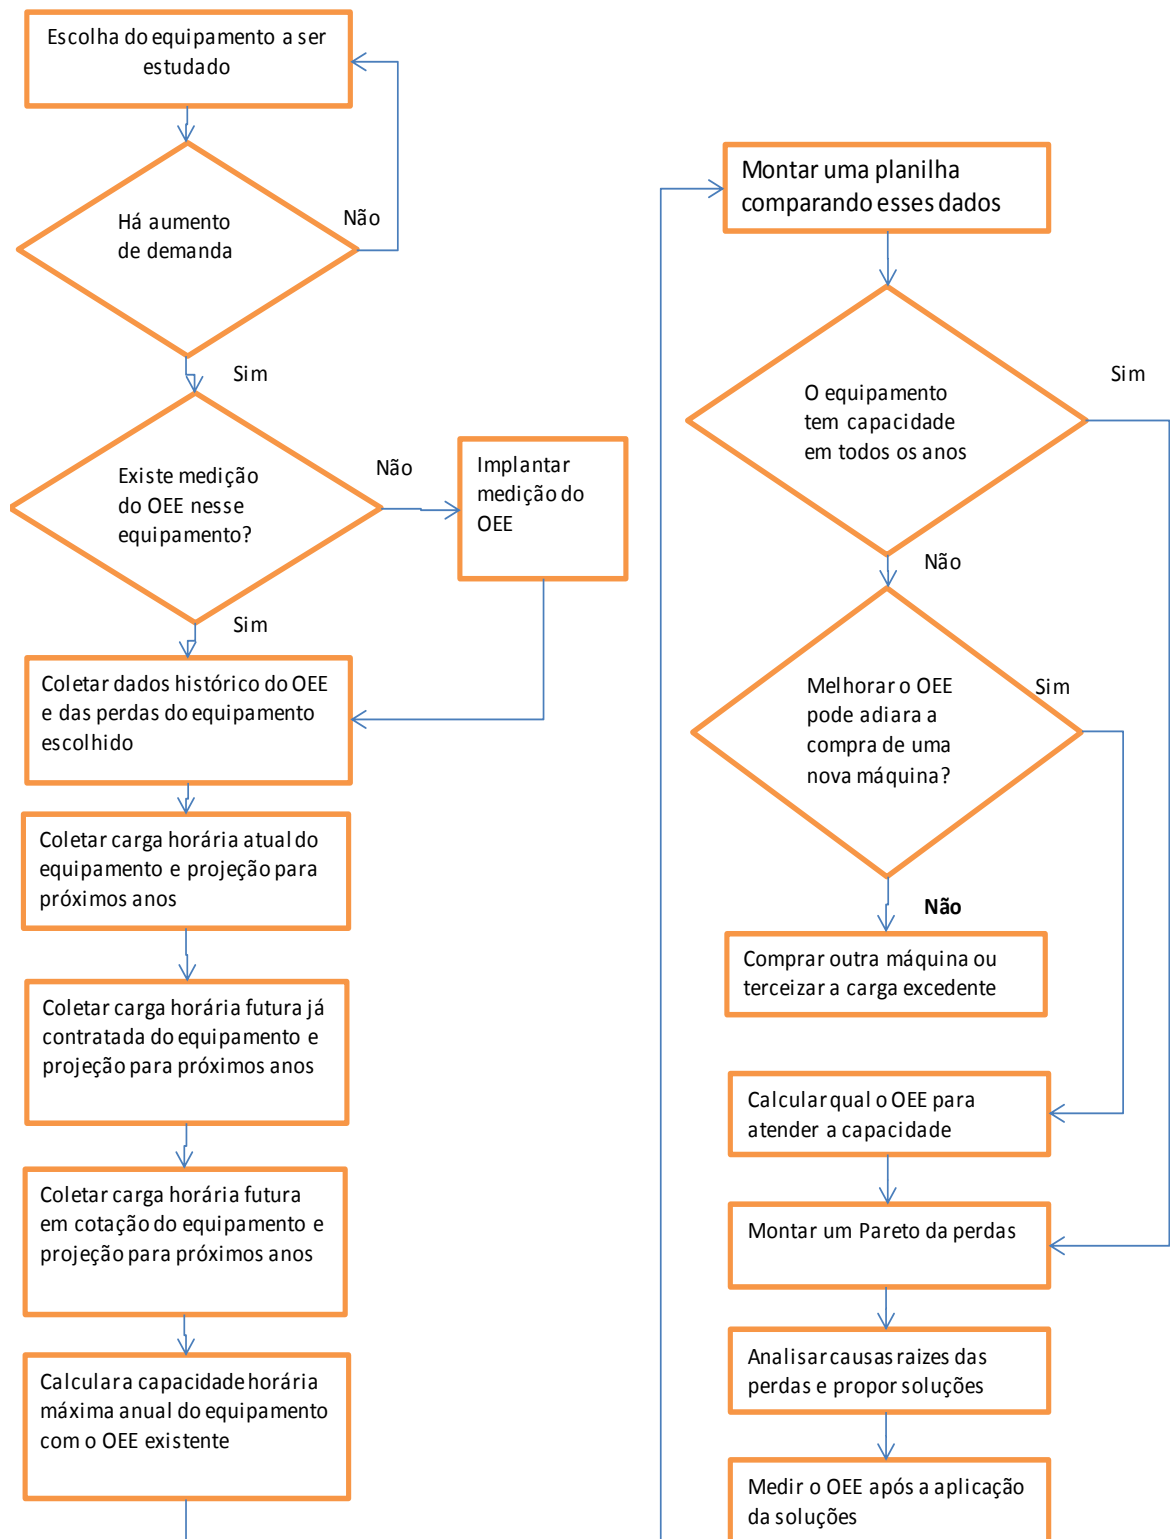 Escolha do equipamento a ser
estudado
Há aumento
de demanda
Não
Sim
Existe medição
do OEE nesse
equipamento?
Não
Implantar
medição do
OEE
Sim
Coletar dados histórico do OEE
e das perdas do equipamento
escolhido
Coletar carga horária atual do
equipamento e projeção para
próximos anos
Coletar carga horária futura já
contratada do equipamento e
projeção para próximos anos
Coletar carga horária futura
em cotação do equipamento e
projeção para próximos anos
Calculara capacidade horária
máxima anual do equipamento
com o OEE existente
Montar uma planilha
comparando esses dados
O equipamento
tem capacidade
em todos os anos
Sim
Não
Melhorar o OEE
pode adiara a
compra de uma
nova máquina?
Sim
Não
Comprar outra máquina ou
terceizar a carga excedente
Calcular qual o OEE para
atender a capacidade
Montar um Pareto da perdas
Analisar causas raizes das
perdas e propor soluções
Medir o OEE após a aplicação
da soluções